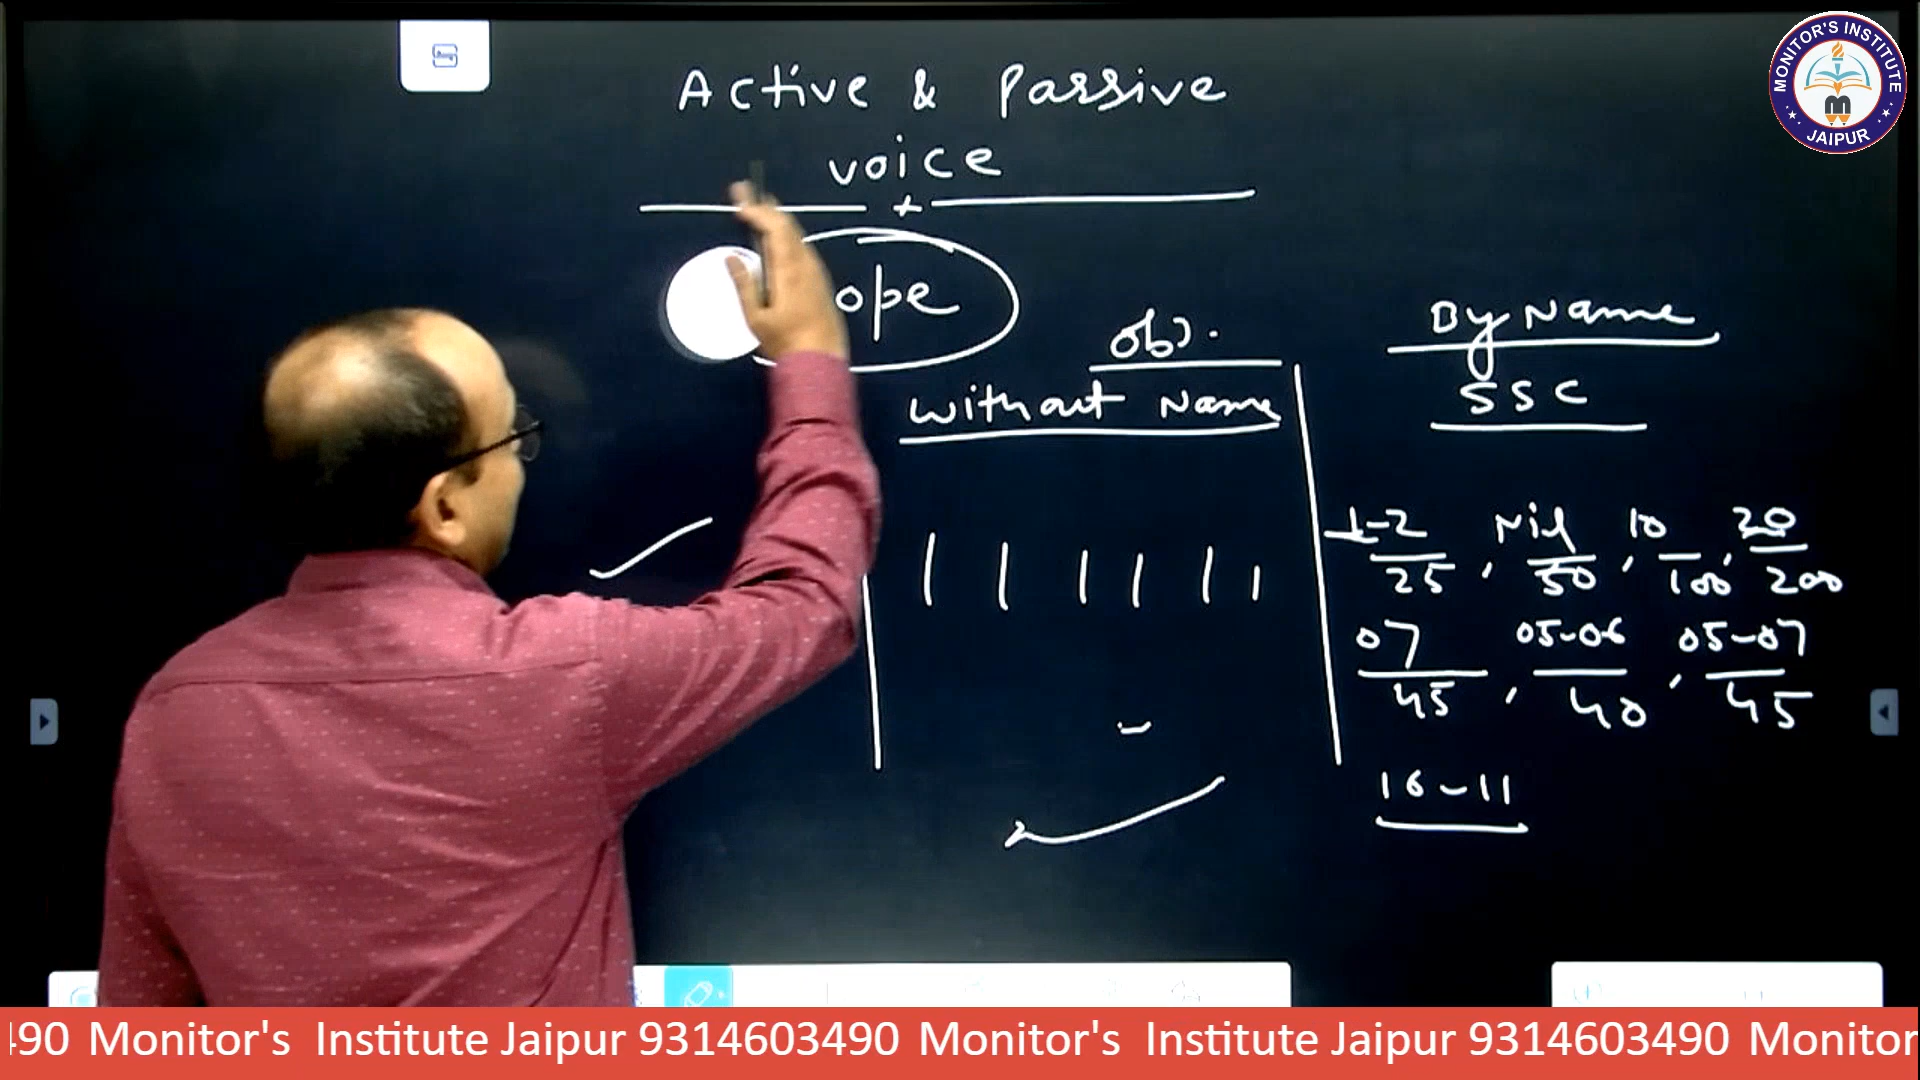 Active & Passive
voice
+
ope
obj.
without Name
By Name
SSC
1-2/25, Nil/50, 10/100, 20/200
07/45, 05-06/40, 05-07/45
16-11
MONITOR'S INSTITUTE
M
JAIPUR
490 Monitor's Institute Jaipur 9314603490 Monitor's Institute Jaipur 9314603490 Monitor